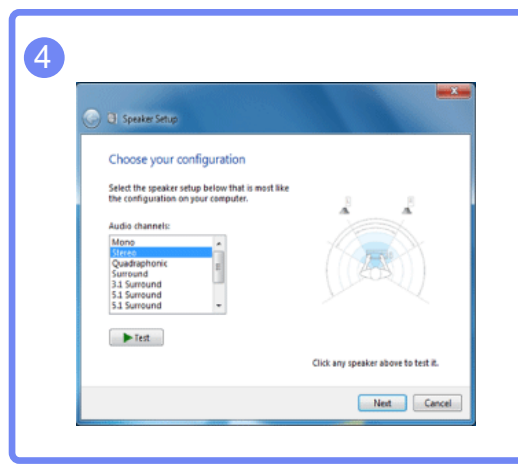 4
Speaker Setup
Choose your configuration
Select the speaker setup below that is most like
the configuration on your computer.
Audio channels:
Mono
Stereo
Quadraphonic
Surround
3.1 Surround
5.1 Surround
5.1 Surround
Test
Click any speaker above to test it.
Next
Cancel